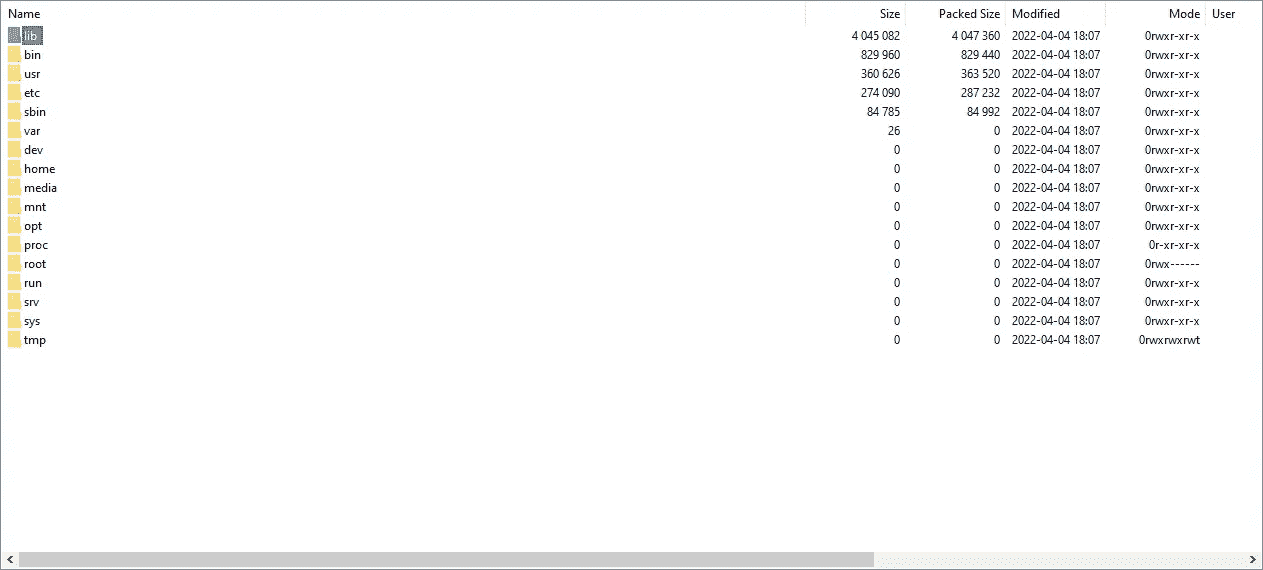 Name Size Packed Size Modified Mode User
lib 4 045 082 4 047 360 2022-04-04 18:07 0rwxr-xr-x
bin 829 960 829 440 2022-04-04 18:07 0rwxr-xr-x
usr 360 626 363 520 2022-04-04 18:07 0rwxr-xr-x
etc 274 090 287 232 2022-04-04 18:07 0rwxr-xr-x
sbin 84 785 84 992 2022-04-04 18:07 0rwxr-xr-x
var 26 0 2022-04-04 18:07 0rwxr-xr-x
dev 0 0 2022-04-04 18:07 0rwxr-xr-x
home 0 0 2022-04-04 18:07 0rwxr-xr-x
media 0 0 2022-04-04 18:07 0rwxr-xr-x
mnt 0 0 2022-04-04 18:07 0rwxr-xr-x
opt 0 0 2022-04-04 18:07 0rwxr-xr-x
proc 0 0 2022-04-04 18:07 0r-xr-xr-x
root 0 0 2022-04-04 18:07 0rwx------
run 0 0 2022-04-04 18:07 0rwxr-xr-x
srv 0 0 2022-04-04 18:07 0rwxr-xr-x
sys 0 0 2022-04-04 18:07 0rwxr-xr-x
tmp 0 0 2022-04-04 18:07 0rwxrwxrwt